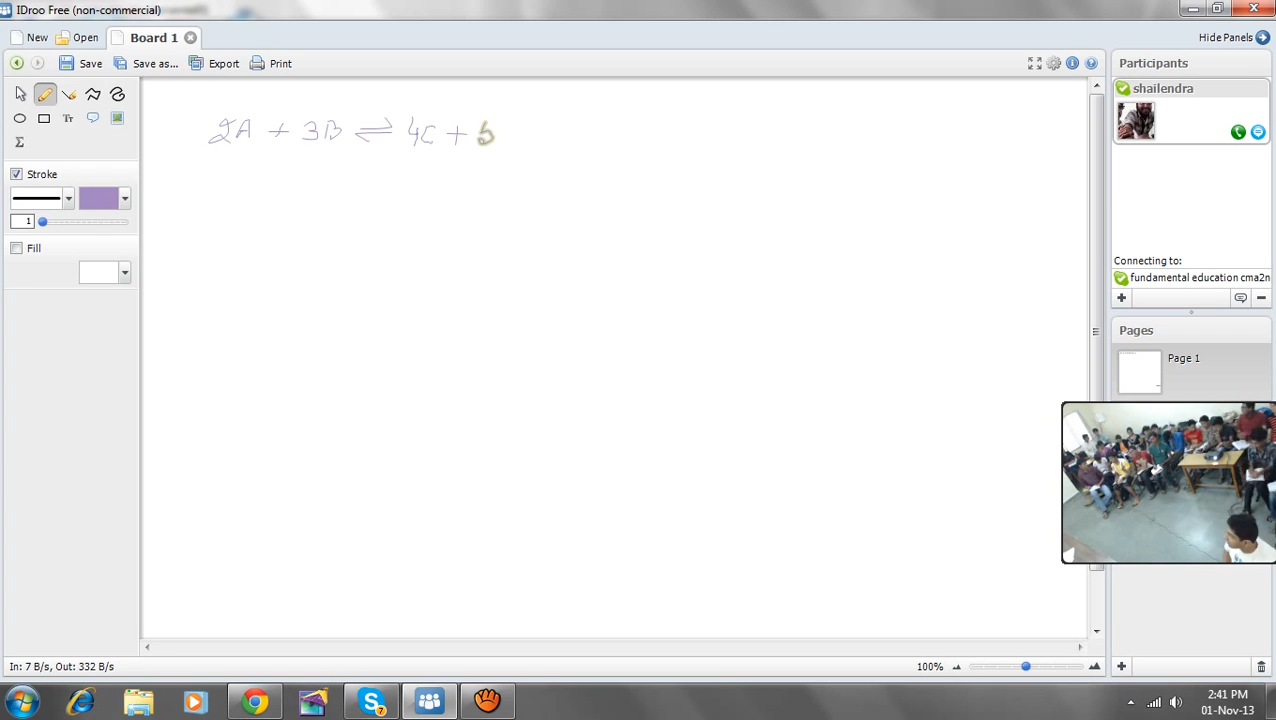 IDroo Free (non-commercial)
New Open Board 1 Hide Panels
Save Save as... Export Print
Participants
shailendra
2A + 3B ⇌ 4C + 5
Stroke
1
Fill
Connecting to:
fundamental education cma2n
Pages
Page 1
In: 7 B/s, Out: 332 B/s
100%
7
2:41 PM
01-Nov-13